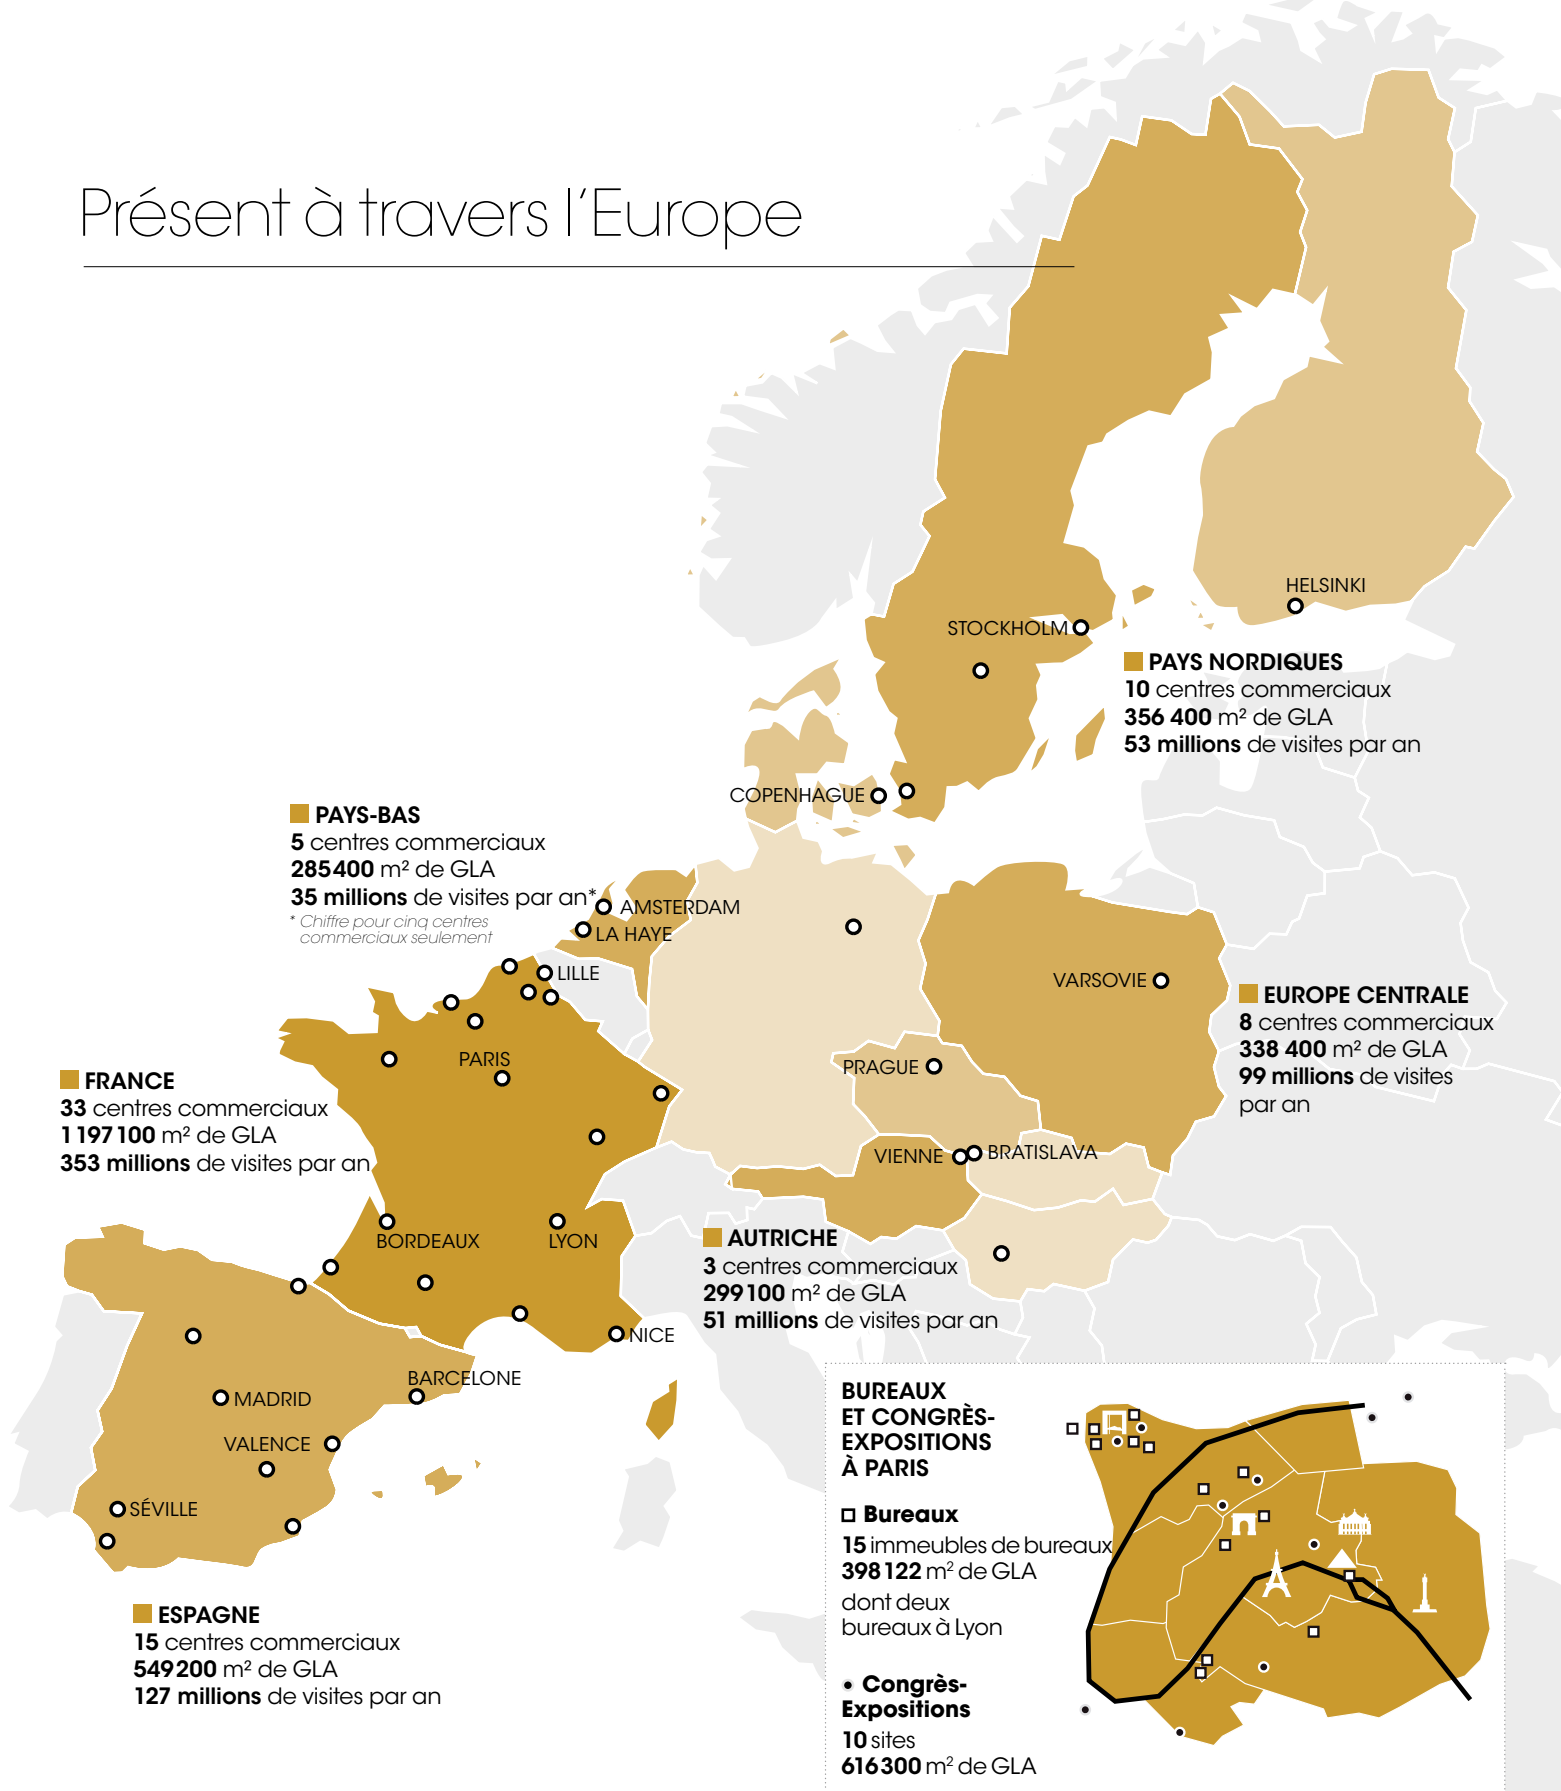 Présent à travers l'Europe
HELSINKI
STOCKHOLM
PAYS NORDIQUES
10 centres commerciaux
356 400 m² de GLA
53 millions de visites par an
COPENHAGUE
PAYS-BAS
5 centres commerciaux
285 400 m² de GLA
35 millions de visites par an*
* Chiffre pour cinq centres
commerciaux seulement
AMSTERDAM
LA HAYE
LILLE
VARSOVIE
EUROPE CENTRALE
8 centres commerciaux
338 400 m² de GLA
99 millions de visites
par an
PARIS
PRAGUE
FRANCE
33 centres commerciaux
1 197 100 m² de GLA
353 millions de visites par an
VIENNE
BRATISLAVA
BORDEAUX
LYON
AUTRICHE
3 centres commerciaux
299 100 m² de GLA
51 millions de visites par an
NICE
BARCELONE
MADRID
VALENCE
SÉVILLE
ESPAGNE
15 centres commerciaux
549 200 m² de GLA
127 millions de visites par an
BUREAUX
ET CONGRÈS-
EXPOSITIONS
À PARIS
Bureaux
15 immeubles de bureaux
398 122 m² de GLA
dont deux
bureaux à Lyon
Congrès-
Expositions
10 sites
616 300 m² de GLA